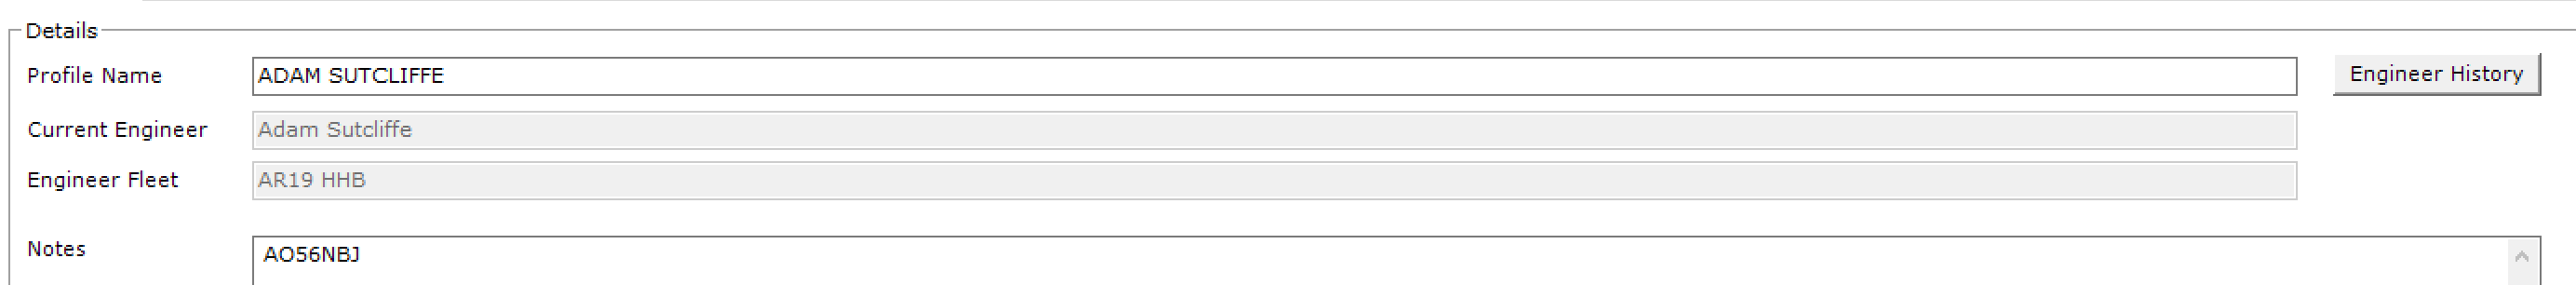 Details
Profile Name ADAM SUTCLIFFE Engineer History
Current Engineer Adam Sutcliffe
Engineer Fleet AR19 HHB
Notes AO56NBJ